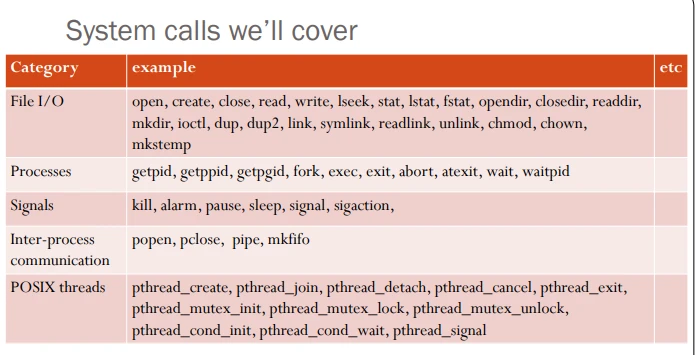 System calls we'll cover
Category example etc
File I/O open, create, close, read, write, lseek, stat, lstat, fstat, opendir, closedir, readdir,
mkdir, ioctl, dup, dup2, link, symlink, readlink, unlink, chmod, chown,
mkstemp
Processes getpid, getppid, getpgid, fork, exec, exit, abort, atexit, wait, waitpid
Signals kill, alarm, pause, sleep, signal, sigaction,
Inter-process popen, pclose, pipe, mkfifo
communication
POSIX threads pthread_create, pthread_join, pthread_detach, pthread_cancel, pthread_exit,
pthread_mutex_init, pthread_mutex_lock, pthread_mutex_unlock,
pthread_cond_init, pthread_cond_wait, pthread_signal